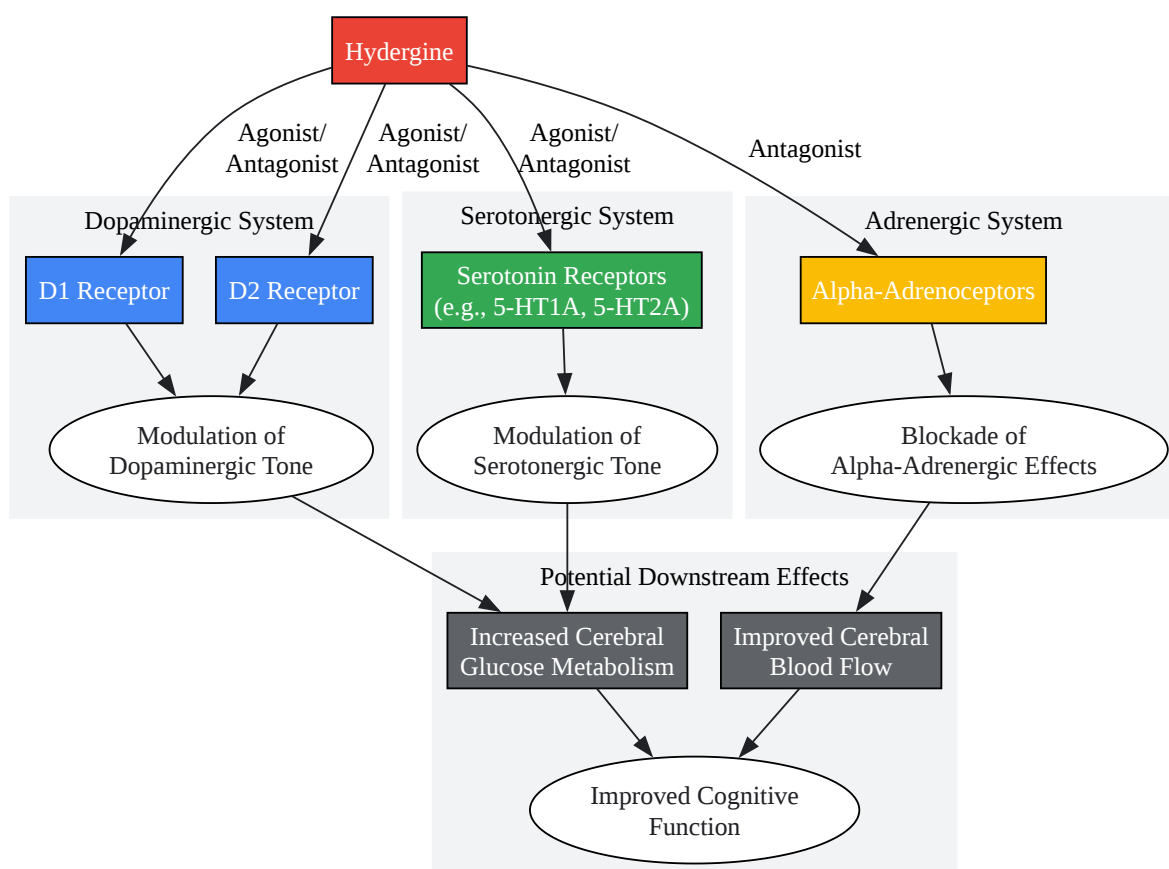 Hydergine
Agonist/
Antagonist
Agonist/
Antagonist
Agonist/
Antagonist
Antagonist
Dopaminergic System
Serotonergic System
Adrenergic System
D1 Receptor
D2 Receptor
Serotonin Receptors
(e.g., 5-HT1A, 5-HT2A)
Alpha-Adrenoceptors
Modulation of
Dopaminergic Tone
Modulation of
Serotonergic Tone
Blockade of
Alpha-Adrenergic Effects
Potential Downstream Effects
Increased Cerebral
Glucose Metabolism
Improved Cerebral
Blood Flow
Improved Cognitive
Function